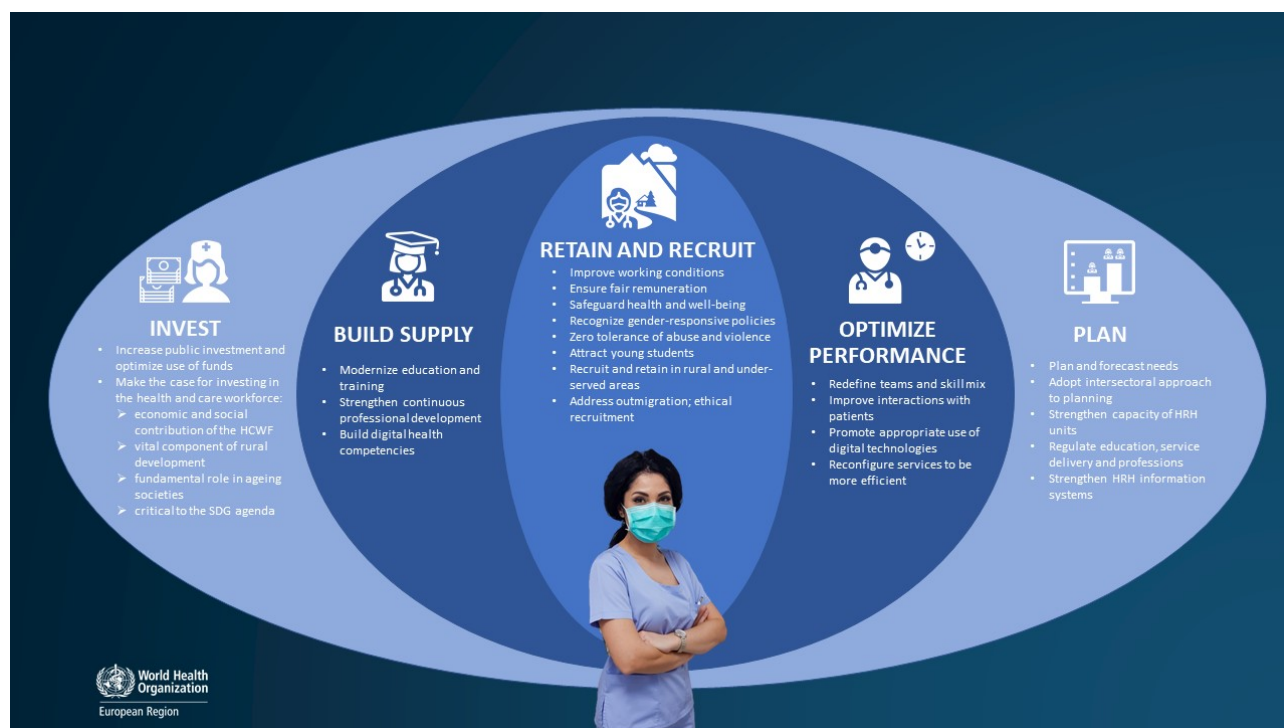 INVEST
• Increase public investment and
optimize use of funds
• Make the case for investing in
the health and care workforce:
➢ economic and social
contribution of the HCWF
➢ vital component of rural
development
➢ fundamental role in ageing
societies
➢ critical to the SDG agenda
BUILD SUPPLY
• Modernize education and
training
• Strengthen continuous
professional development
• Build digital health
competencies
RETAIN AND RECRUIT
• Improve working conditions
• Ensure fair remuneration
• Safeguard health and well-being
• Recognize gender-responsive policies
• Zero tolerance of abuse and violence
• Attract young students
• Recruit and retain in rural and under-
served areas
• Address outmigration; ethical
recruitment
OPTIMIZE
PERFORMANCE
• Redefine teams and skill mix
• Improve interactions with
patients
• Promote appropriate use of
digital technologies
• Reconfigure services to be
more efficient
PLAN
• Plan and forecast needs
• Adopt intersectoral approach
to planning
• Strengthen capacity of HRH
units
• Regulate education, service
delivery and professions
• Strengthen HRH information
systems
World Health
Organization
European Region